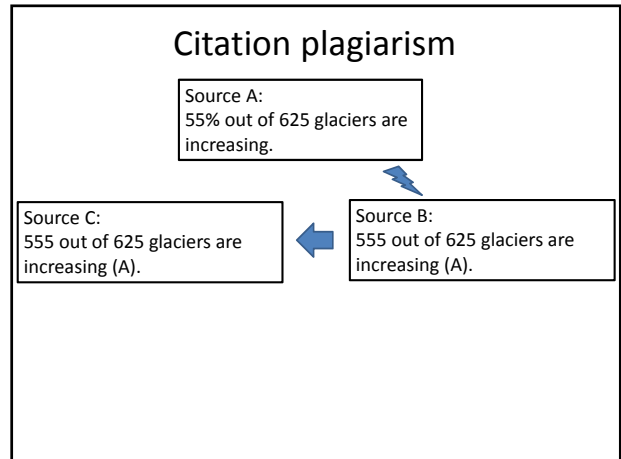 Citation plagiarism
Source A:
55% out of 625 glaciers are
increasing.
Source C:
555 out of 625 glaciers are
increasing (A).
Source B:
555 out of 625 glaciers are
increasing (A).